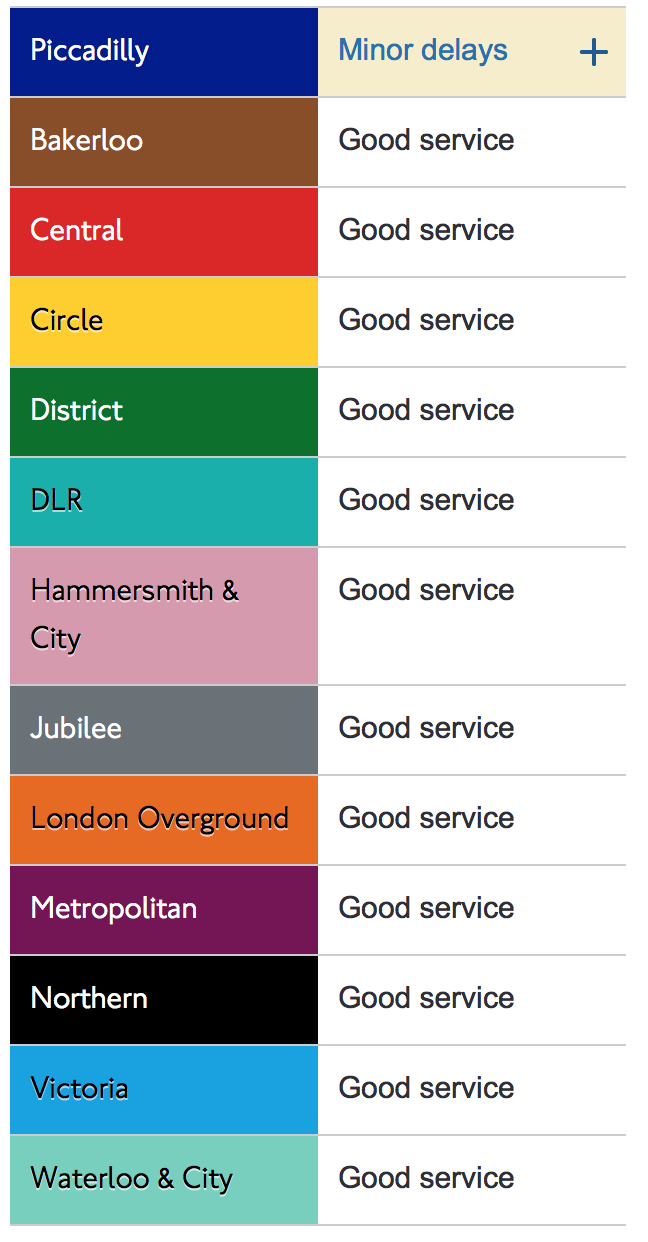 Piccadilly Minor delays +
Bakerloo Good service
Central Good service
Circle Good service
District Good service
DLR Good service
Hammersmith & Good service
City
Jubilee Good service
London Overground Good service
Metropolitan Good service
Northern Good service
Victoria Good service
Waterloo & City Good service